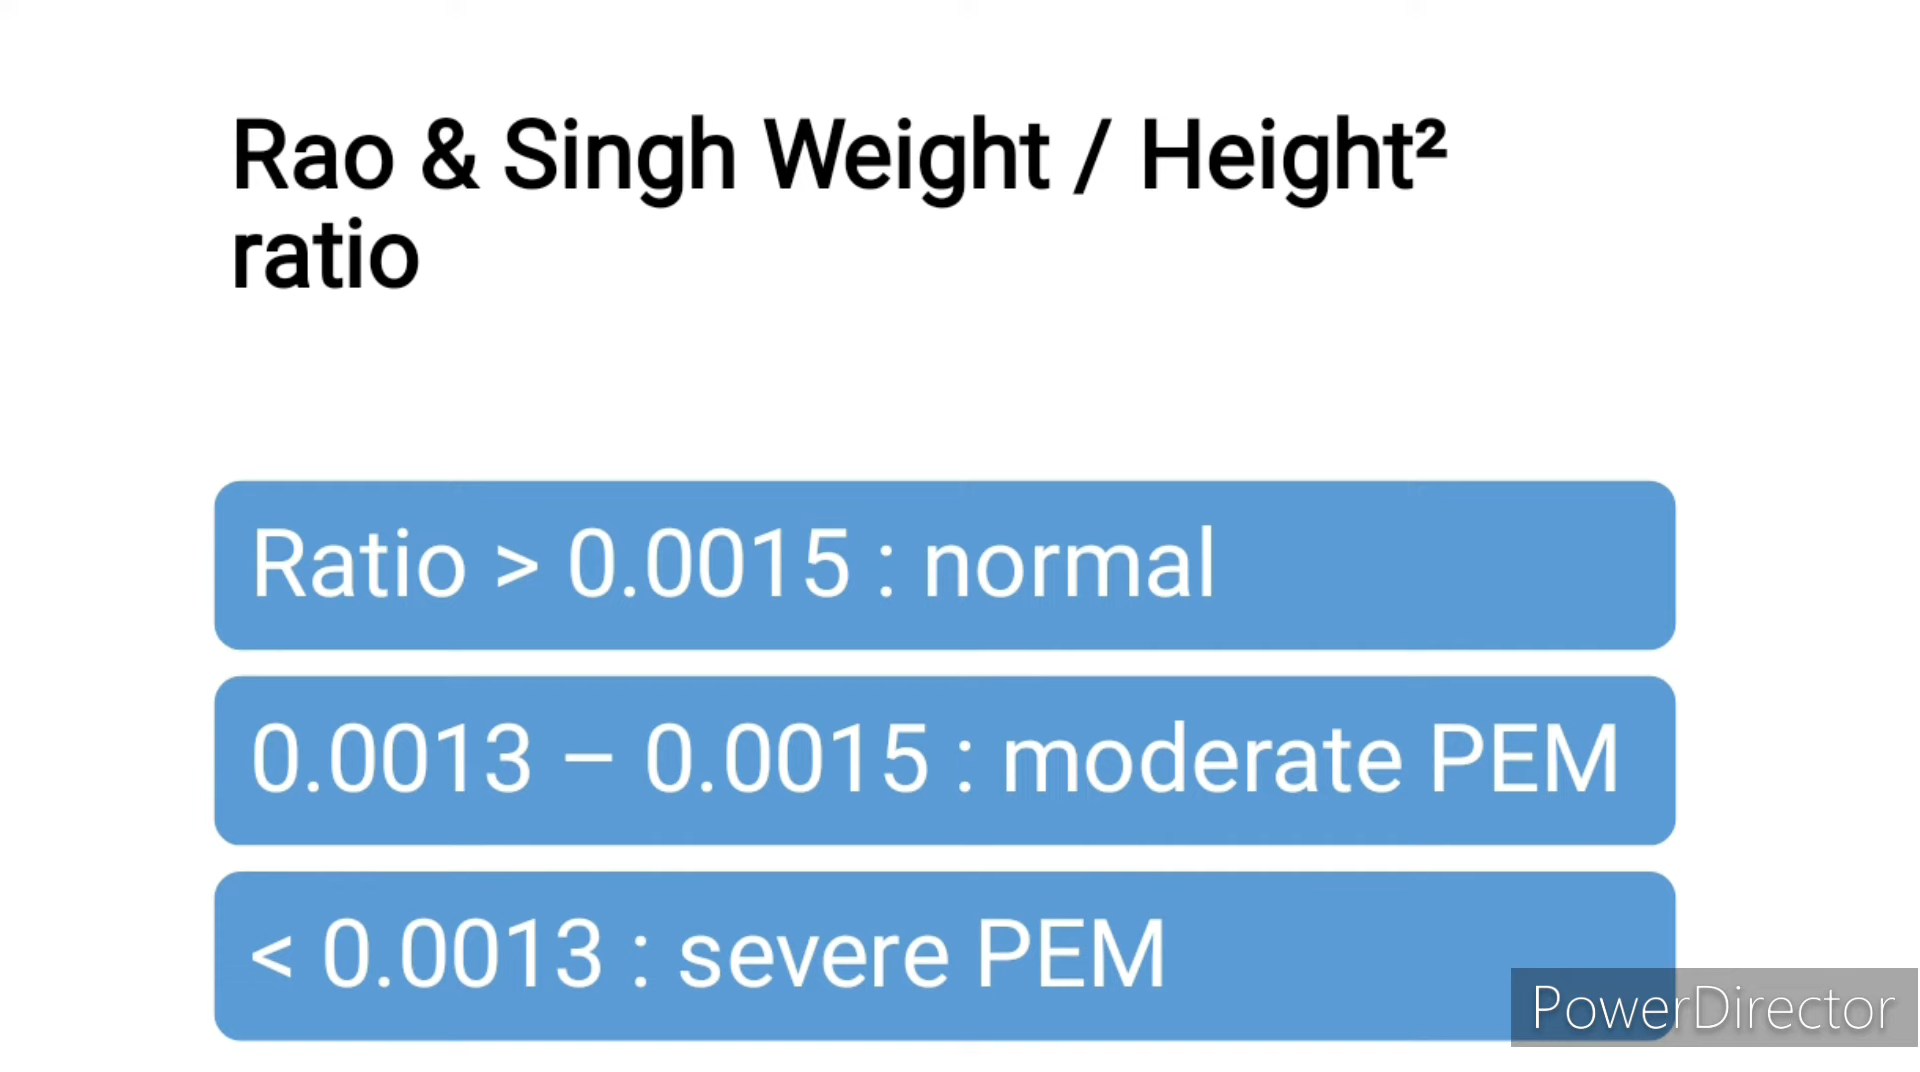 Rao & Singh Weight / Height²
ratio
Ratio > 0.0015 : normal
0.0013 – 0.0015 : moderate PEM
< 0.0013 : severe PEM
PowerDirector